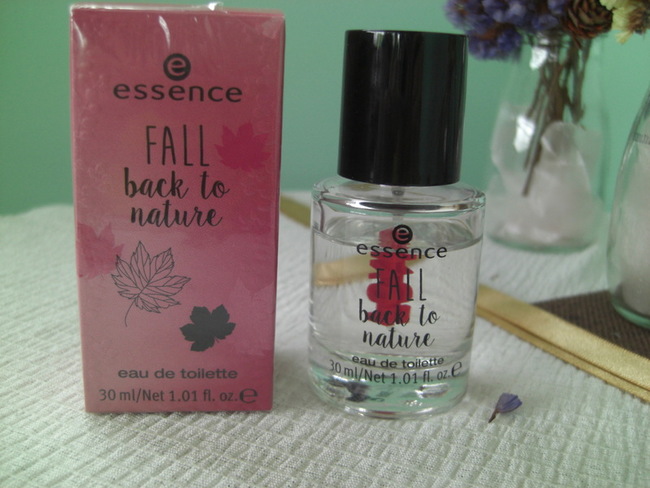 e
essence
FALL
back to
nature
eau de toilette
30 ml/Net 1.01 fl. oz. e
e
essence
FALL
back to
nature
eau de toilette
30 ml/Net 1.01 fl. oz. e